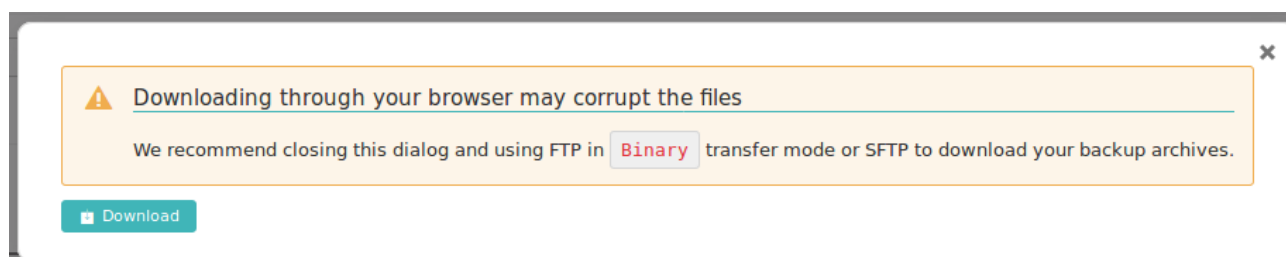 Downloading through your browser may corrupt the files
We recommend closing this dialog and using FTP in Binary transfer mode or SFTP to download your backup archives.
Download